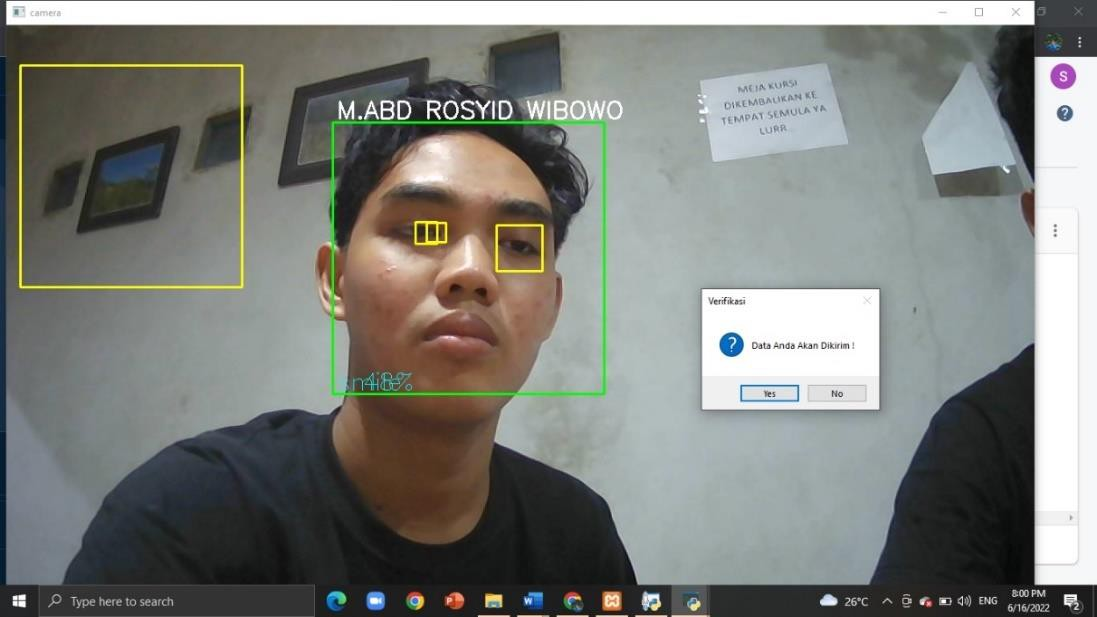 camera
M.ABD ROSYID WIBOWO
MEJA KURSI
DIKEMBALIKAN KE
TEMPAT SEMULA YA
LURR...
S
?
Verifikasi
?
Data Anda Akan Dikirim !
Yes
No
Type here to search
26°C
ENG
8:00 PM
6/16/2022
2